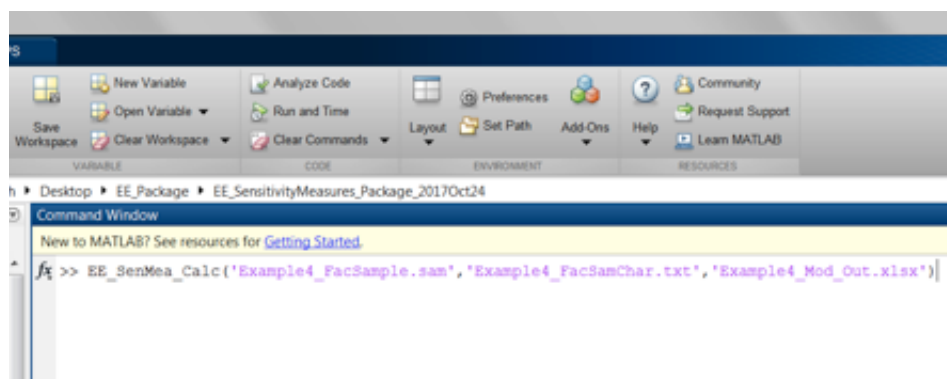 New Variable
Analyze Code
Community
Open Variable
Run and Time
Preferences
Request Support
Save Workspace
Clear Workspace
Clear Commands
Layout
Set Path
Add-Ons
Help
Learn MATLAB
VARIABLE
CODE
ENVIRONMENT
RESOURCES
Desktop ▸ EE_Package ▸ EE_SensitivityMeasures_Package_2017Oct24
Command Window
New to MATLAB? See resources for Getting Started.
fx >> EE_SenMea_Calc('Example4_FacSample.sam','Example4_FacSamChar.txt','Example4_Mod_Out.xlsx')